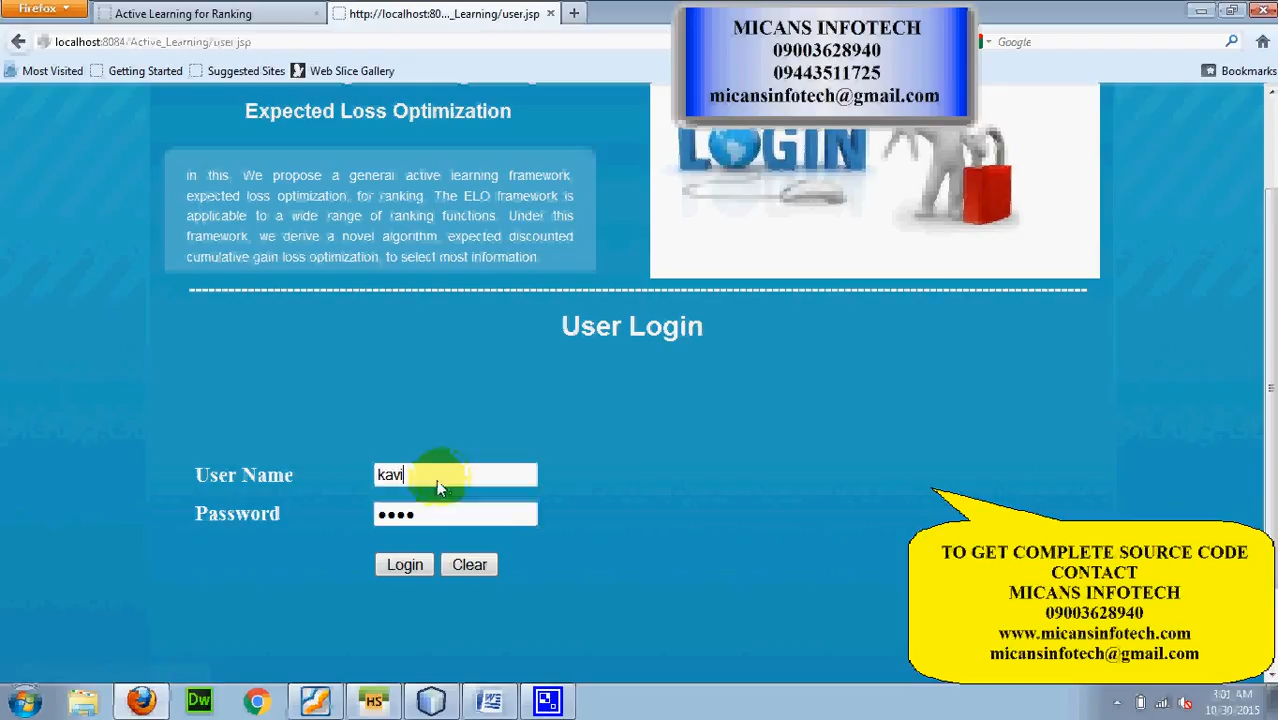 Firefox
Active Learning for Ranking
http://localhost:80..._Learning/user.jsp
localhost:8084/Active_Learning/user.jsp
Google
Most Visited
Getting Started
Suggested Sites
Web Slice Gallery
Bookmarks
MICANS INFOTECH
09003628940
09443511725
micansinfotech@gmail.com
Expected Loss Optimization
LOGIN
in this. We propose a general active learning framework,
expected loss optimization, for ranking. The ELO framework is
applicable to a wide range of ranking functions. Under this
framework, we derive a novel algorithm, expected discounted
cumulative gain loss optimization, to select most information.
User Login
User Name
kavi
Password
Login
Clear
TO GET COMPLETE SOURCE CODE
CONTACT
MICANS INFOTECH
09003628940
www.micansinfotech.com
micansinfotech@gmail.com
Dw
HS
3:01 AM
10-30-2015